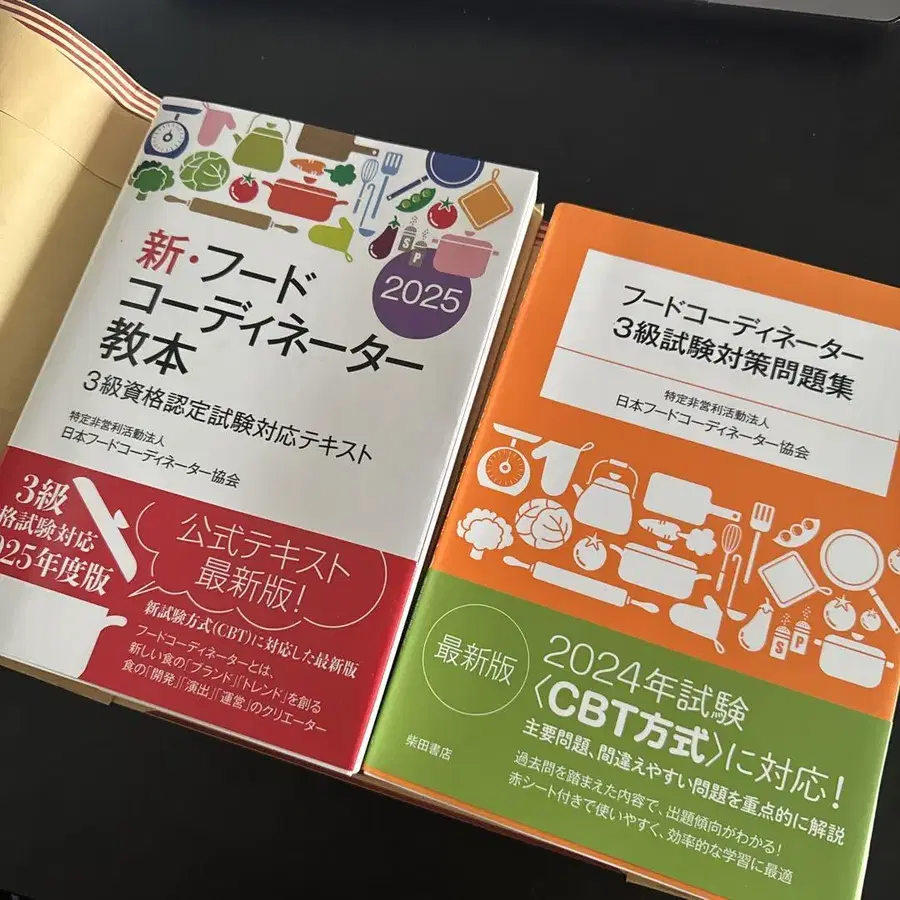 新・フード
コーディネーター
教本
2025
3級資格認定試験対応テキスト
特定非営利活動法人
日本フードコーディネーター協会
3級
格試験対応
025年度版
公式テキスト
最新版!
新試験方式(CBT)に対応した最新版
フードコーディネーターとは、
新しい食の「ブランド」「トレンド」を創る
食の「開発」「演出」「運営」のクリエーター
S
P
フードコーディネーター
3級試験対策問題集
特定非営利活動法人
日本フードコーディネーター協会
S
P
最新版
2024年試験
〈CBT方式〉に対応!
主要問題、間違えやすい問題を重点的に解説
過去問を踏まえた内容で、出題傾向がわかる!
赤シート付きで使いやすく、効率的な学習に最適
柴田書店